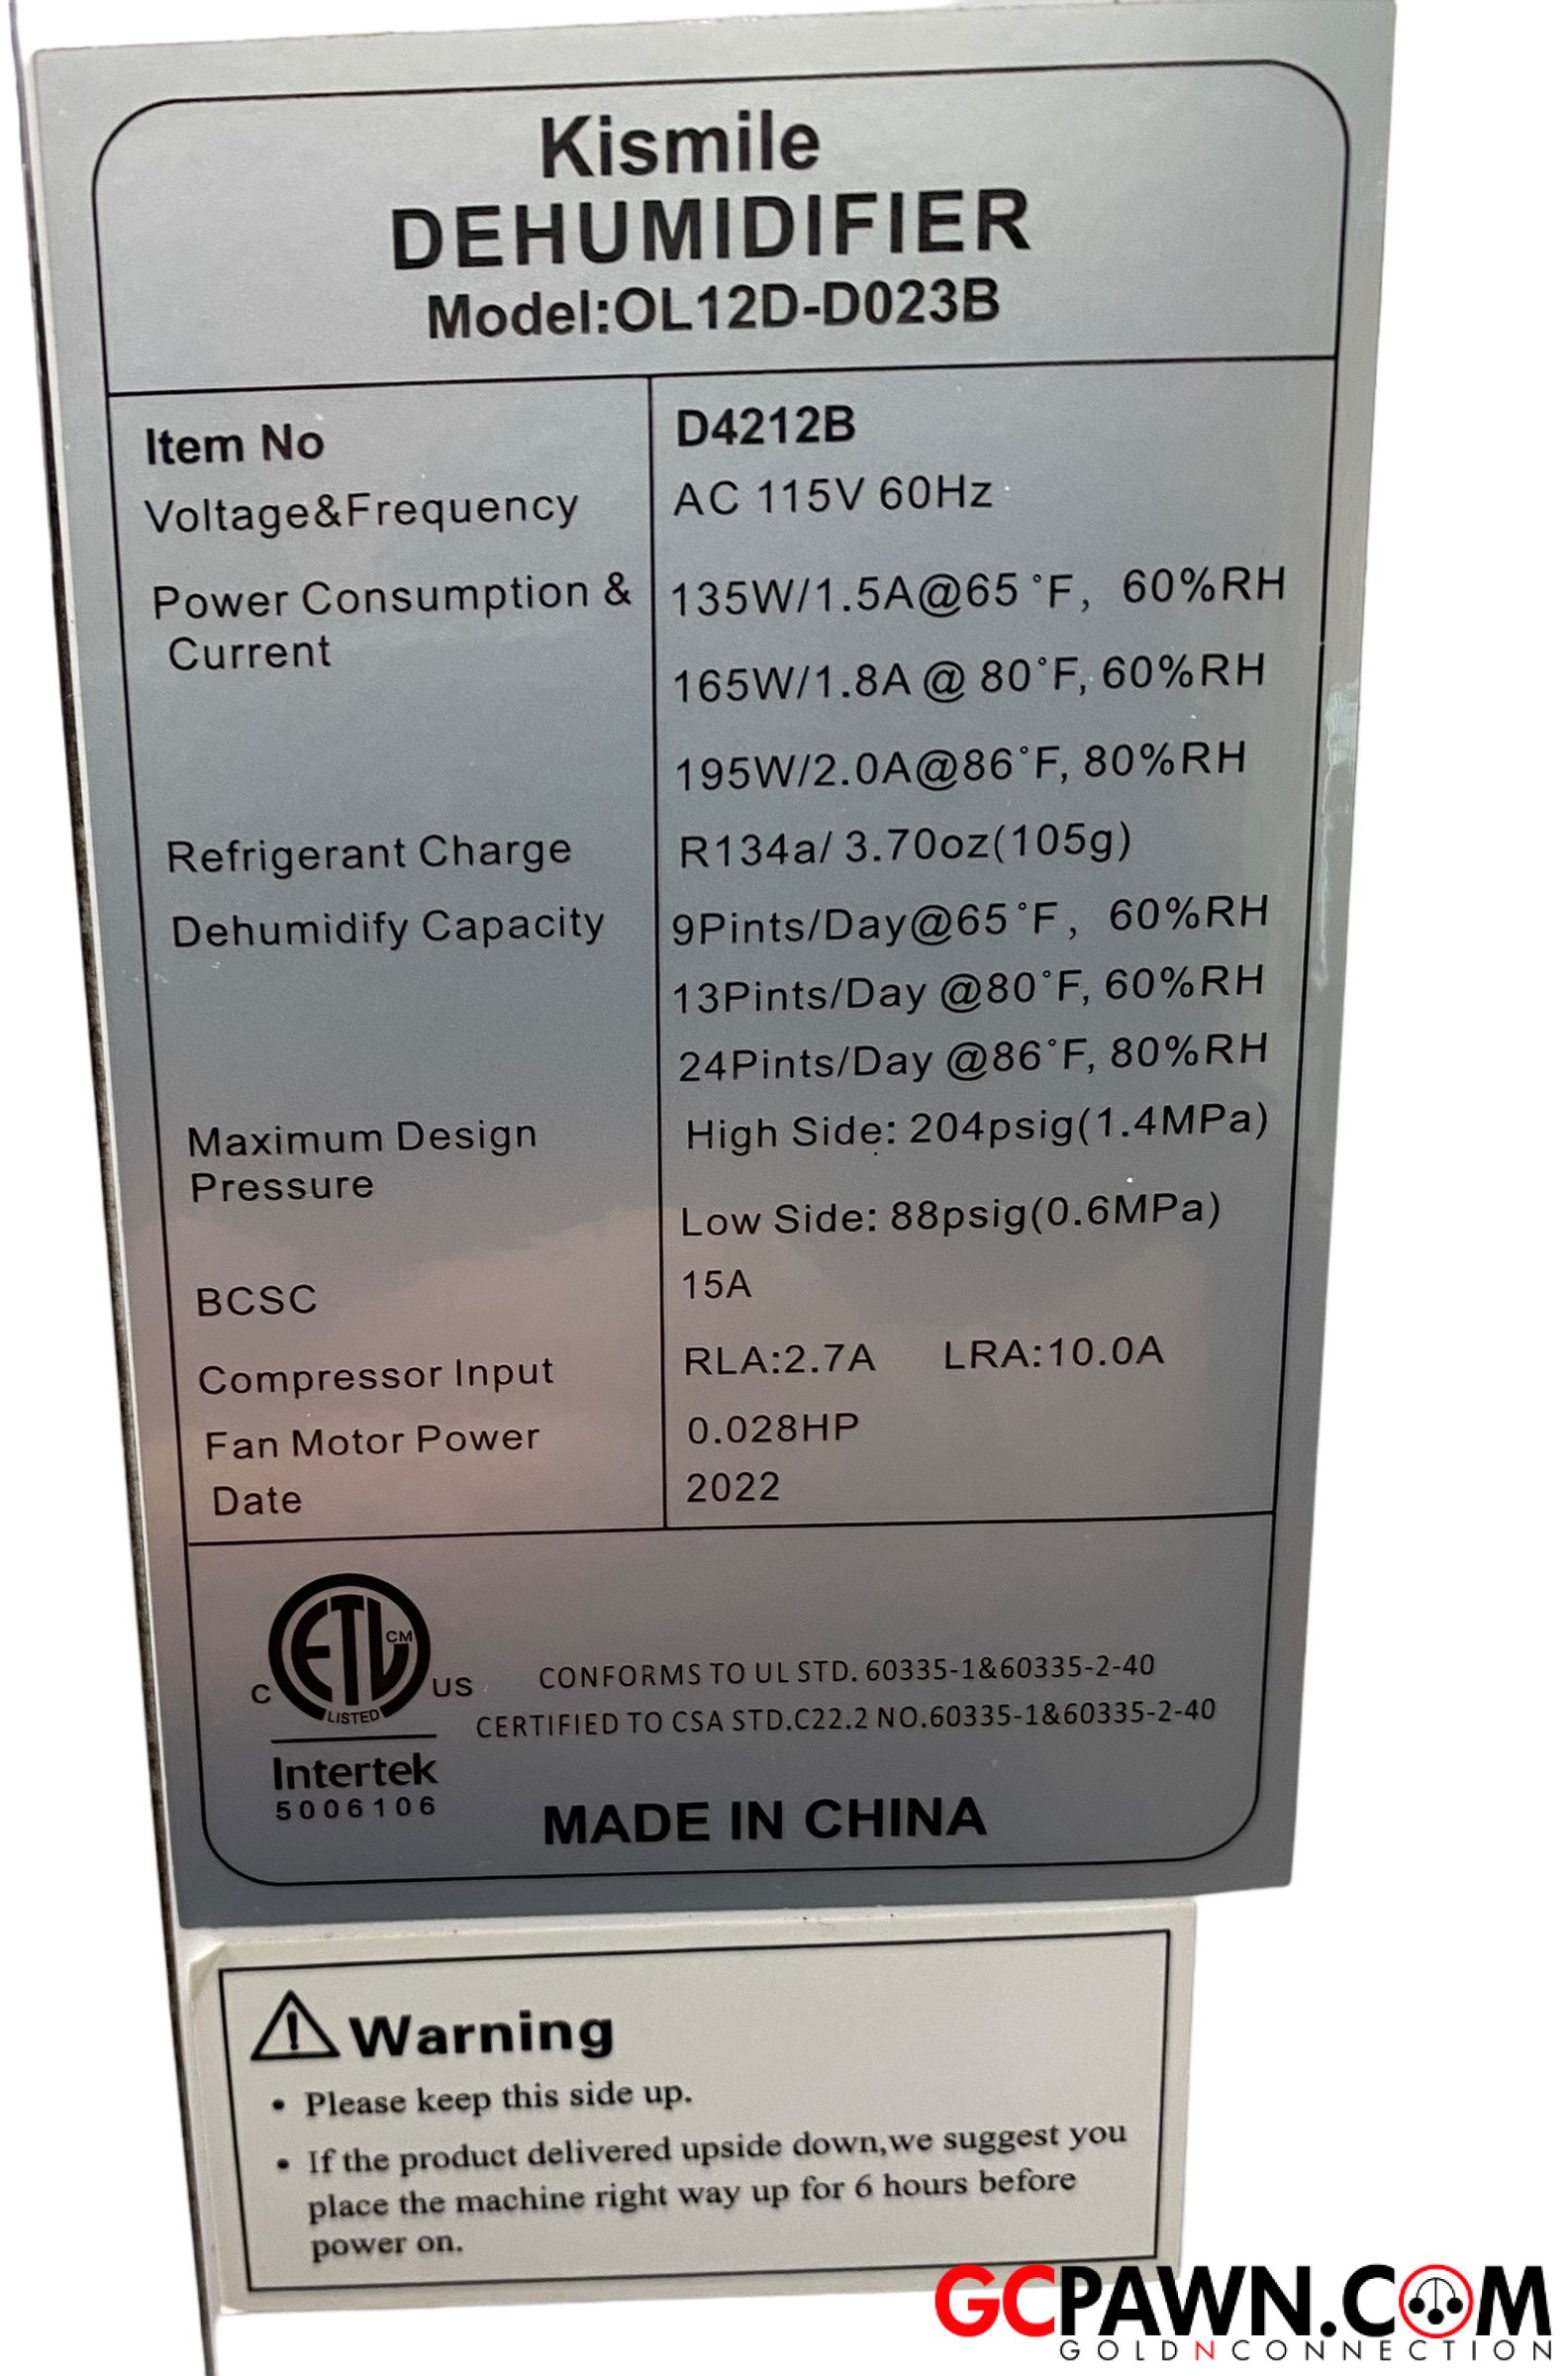 Kismile
DEHUMIDIFIER
Model:OL12D-D023B
Item No D4212B
Voltage&Frequency AC 115V 60Hz
Power Consumption & 135W/1.5A@65°F, 60%RH
Current
165W/1.8A @ 80°F, 60%RH
195W/2.0A@86°F, 80%RH
Refrigerant Charge R134a/ 3.70oz(105g)
Dehumidify Capacity 9Pints/Day@65°F, 60%RH
13Pints/Day @80°F, 60%RH
24Pints/Day @86°F, 80%RH
Maximum Design High Side: 204psig(1.4MPa)
Pressure
Low Side: 88psig(0.6MPa)
BCSC 15A
Compressor Input RLA:2.7A LRA:10.0A
Fan Motor Power 0.028HP
Date 2022
ETL CM
C US
LISTED
Intertek
5006106
CONFORMS TO UL STD. 60335-1&60335-2-40
CERTIFIED TO CSA STD.C22.2 NO.60335-1&60335-2-40
MADE IN CHINA
Warning
• Please keep this side up.
• If the product delivered upside down,we suggest you
place the machine right way up for 6 hours before
power on.
GCPAWN.COM
GOLDNCONNECTION